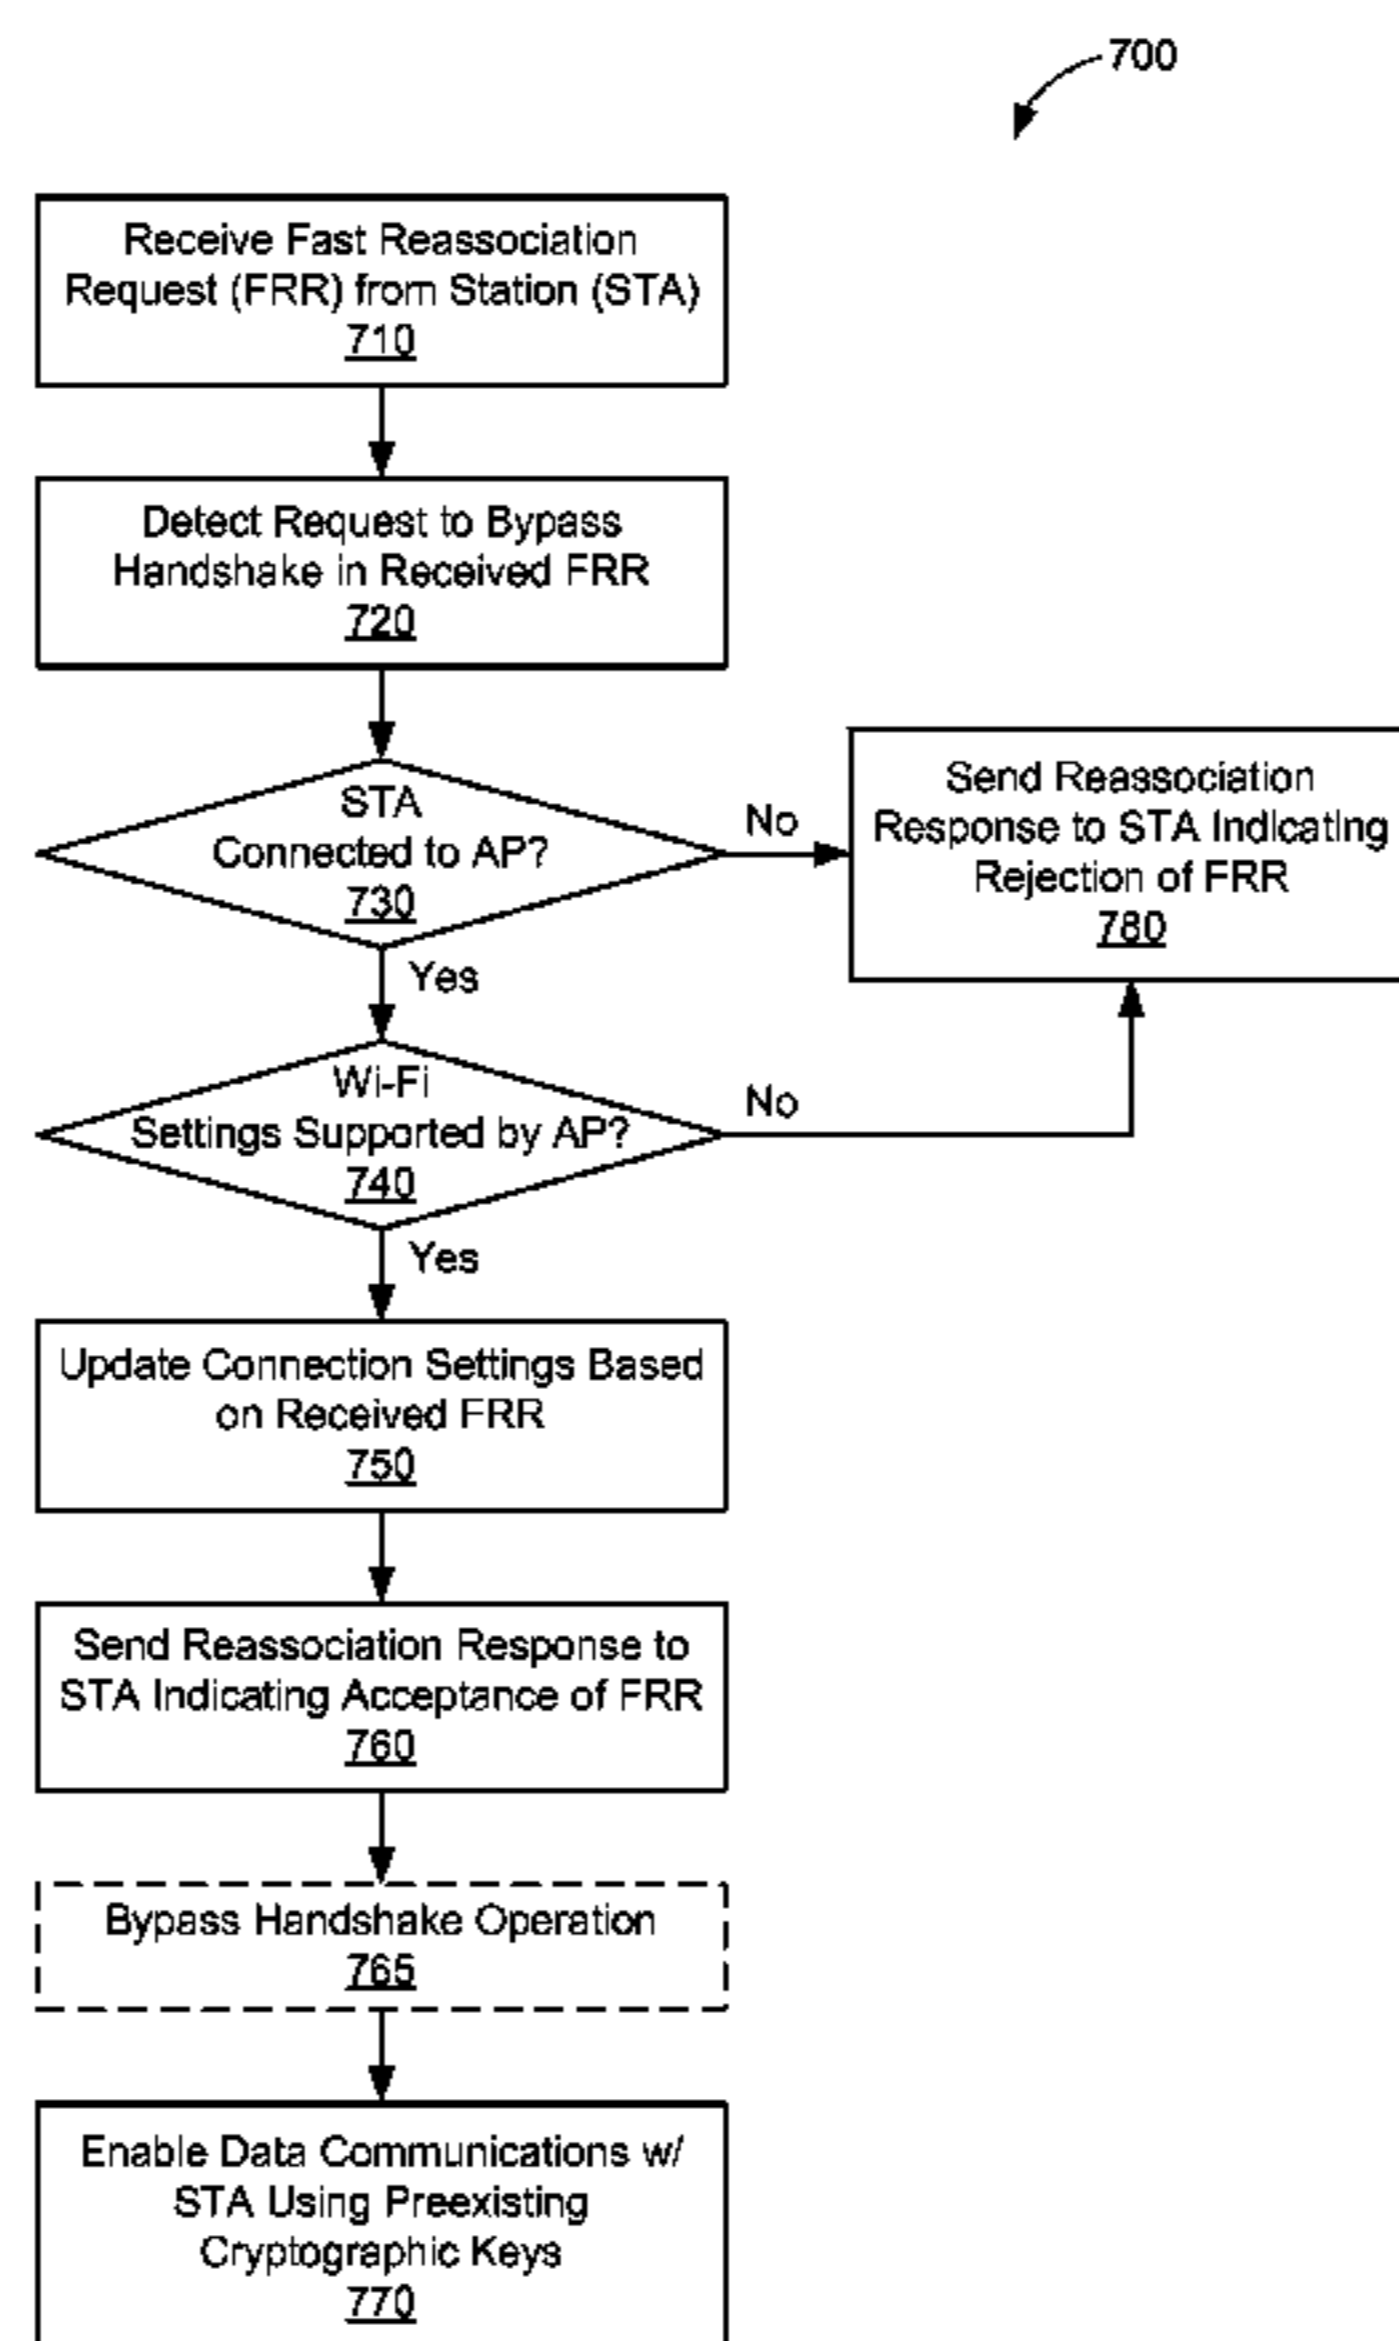 700
Receive Fast Reassociation
Request (FRR) from Station (STA)
710
Detect Request to Bypass
Handshake in Received FRR
720
STA
Connected to AP?
730
No
Yes
Send Reassociation
Response to STA Indicating
Rejection of FRR
780
Wi-Fi
Settings Supported by AP?
740
No
Yes
Update Connection Settings Based
on Received FRR
750
Send Reassociation Response to
STA Indicating Acceptance of FRR
760
Bypass Handshake Operation
765
Enable Data Communications w/
STA Using Preexisting
Cryptographic Keys
770